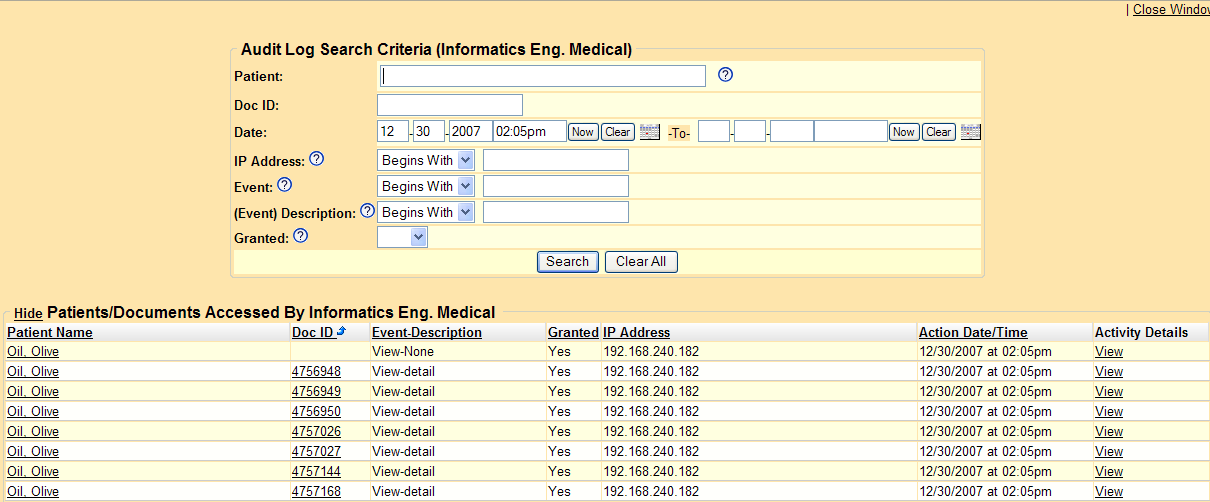 | Close Windo
Audit Log Search Criteria (Informatics Eng. Medical)
Patient: ?
Doc ID:
Date: 12 - 30 - 2007 02:05pm Now Clear -To- - - Now Clear
IP Address: ? Begins With
Event: ? Begins With
(Event) Description: ? Begins With
Granted: ?
Search Clear All
Hide Patients/Documents Accessed By Informatics Eng. Medical
Patient Name Doc ID Event-Description Granted IP Address Action Date/Time Activity Details
Oil, Olive View-None Yes 192.168.240.182 12/30/2007 at 02:05pm View
Oil, Olive 4756948 View-detail Yes 192.168.240.182 12/30/2007 at 02:05pm View
Oil, Olive 4756949 View-detail Yes 192.168.240.182 12/30/2007 at 02:05pm View
Oil, Olive 4756950 View-detail Yes 192.168.240.182 12/30/2007 at 02:05pm View
Oil, Olive 4757026 View-detail Yes 192.168.240.182 12/30/2007 at 02:05pm View
Oil, Olive 4757027 View-detail Yes 192.168.240.182 12/30/2007 at 02:05pm View
Oil, Olive 4757144 View-detail Yes 192.168.240.182 12/30/2007 at 02:05pm View
Oil, Olive 4757168 View-detail Yes 192.168.240.182 12/30/2007 at 02:05pm View